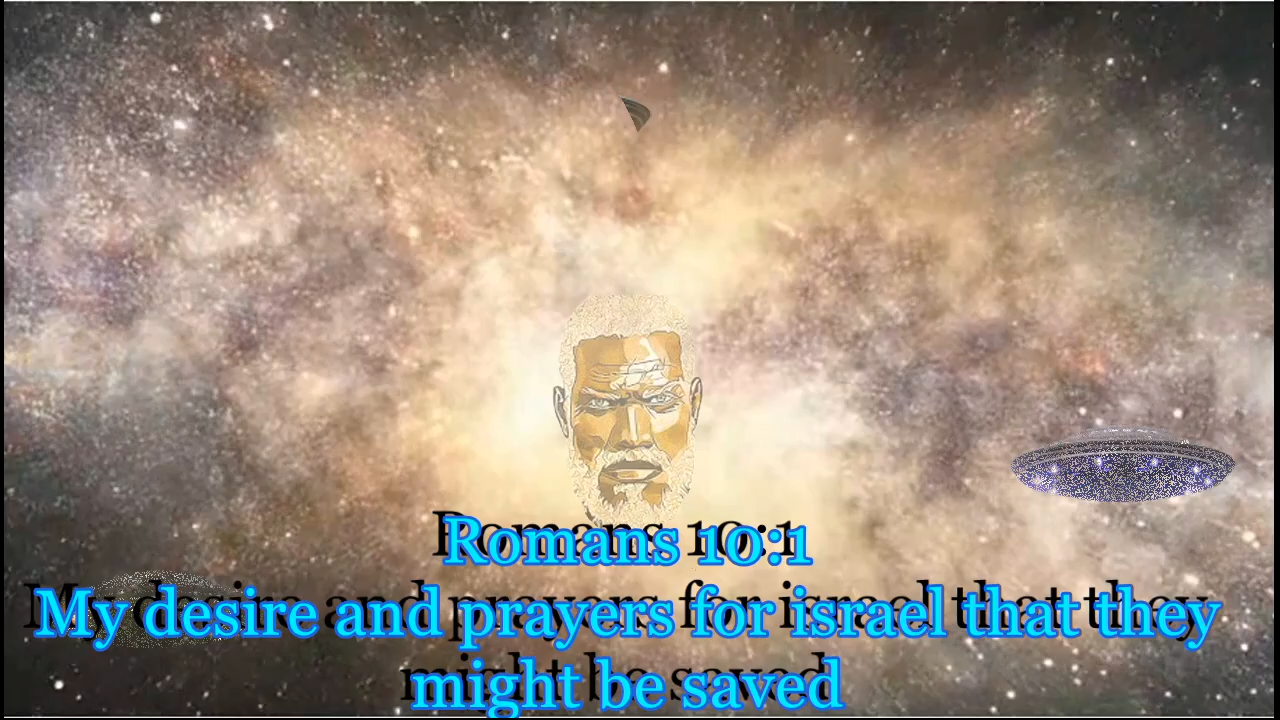 Romans 10:1
My desire and prayers for israel that they
might be saved